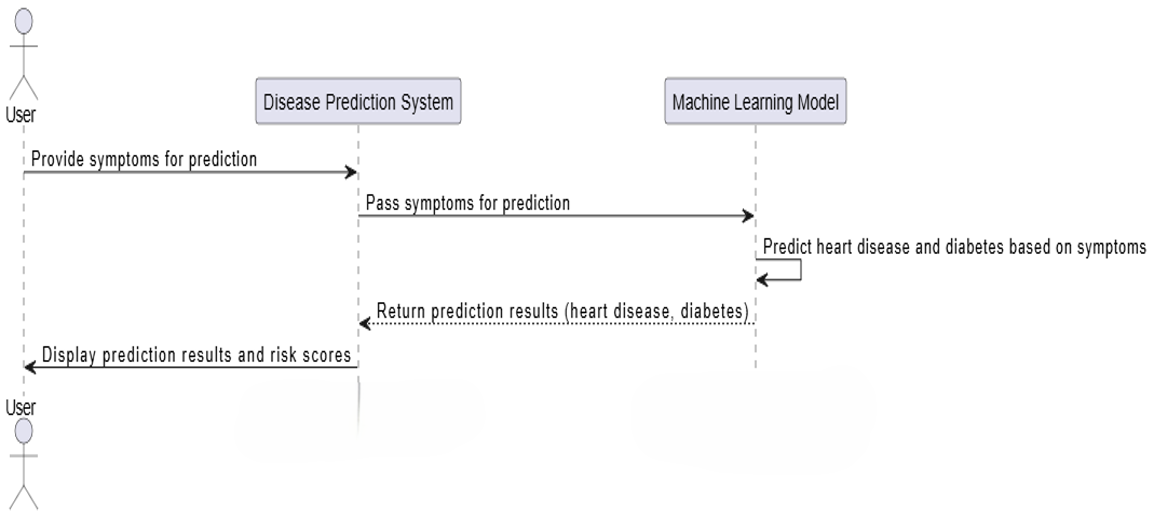 User
Disease Prediction System
Machine Learning Model
Provide symptoms for prediction
Pass symptoms for prediction
Predict heart disease and diabetes based on symptoms
Return prediction results (heart disease, diabetes)
Display prediction results and risk scores
User